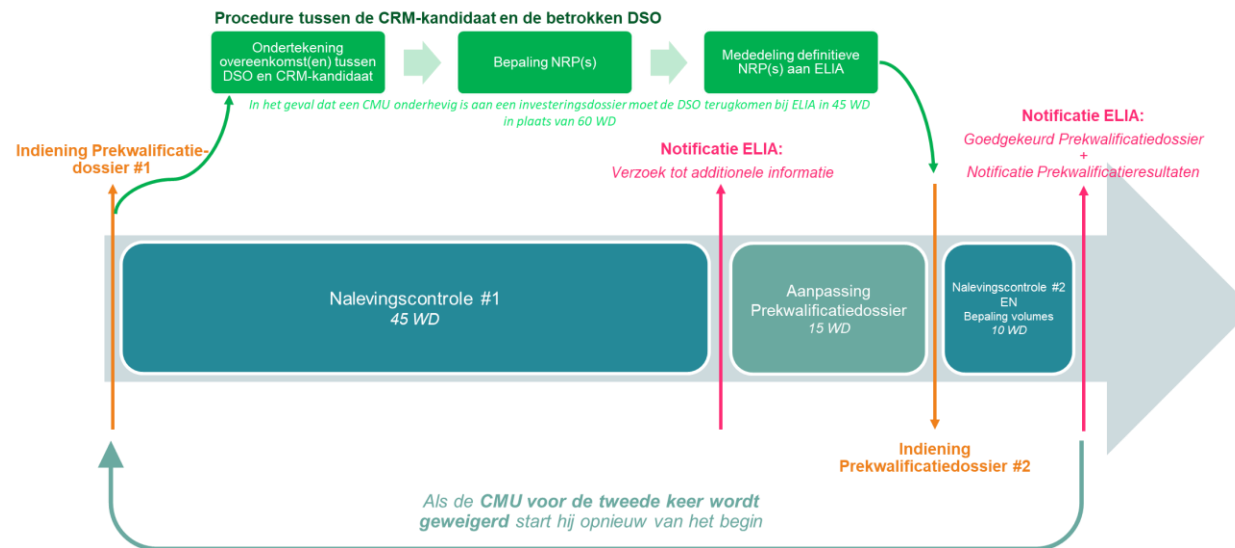 Procedure tussen de CRM-kandidaat en de betrokken DSO
Ondertekening
overeenkomst(en) tussen
DSO en CRM-kandidaat
Bepaling NRP(s)
Mededeling definitieve
NRP(s) aan ELIA
In het geval dat een CMU onderhevig is aan een investeringsdossier moet de DSO terugkomen bij ELIA in 45 WD
in plaats van 60 WD
Indiening Prekwalificatie-
dossier #1
Notificatie ELIA:
Verzoek tot additionele informatie
Notificatie ELIA:
Goedgekeurd Prekwalificatiedossier
+
Notificatie Prekwalificatieresultaten
Nalevingscontrole #1
45 WD
Aanpassing
Prekwalificatiedossier
15 WD
Nalevingscontrole #2
EN
Bepaling volumes
10 WD
Indiening
Prekwalificatiedossier #2
Als de CMU voor de tweede keer wordt
geweigerd start hij opnieuw van het begin